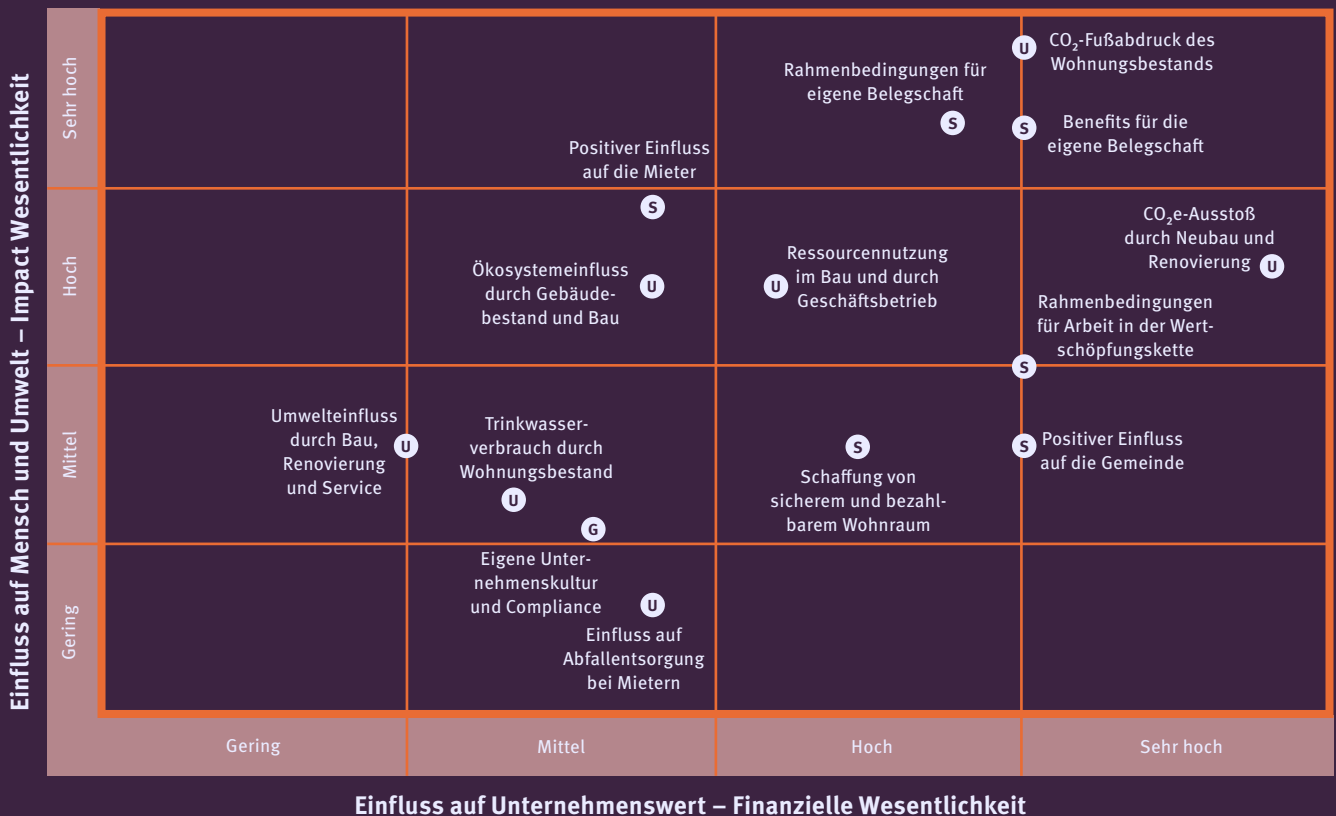 Einfluss auf Mensch und Umwelt – Impact Wesentlichkeit
Sehr hoch
Hoch
Mittel
Gering
U
CO₂-Fußabdruck des
Wohnungsbestands
Rahmenbedingungen für
eigene Belegschaft
S
S
Benefits für die
eigene Belegschaft
Positiver Einfluss
auf die Mieter
S
CO₂e-Ausstoß
durch Neubau und
Renovierung
U
Ökosystemeinfluss
durch Gebäude-
bestand und Bau
U
U
Ressourcennutzung
im Bau und durch
Geschäftsbetrieb
Rahmenbedingungen
für Arbeit in der Wert-
schöpfungskette
S
Umwelteinfluss
durch Bau,
Renovierung
und Service
U
Trinkwasser-
verbrauch durch
Wohnungsbestand
U
S
Schaffung von
sicherem und bezahl-
barem Wohnraum
S
Positiver Einfluss
auf die Gemeinde
G
Eigene Unter-
nehmenskultur
und Compliance
U
Einfluss auf
Abfallentsorgung
bei Mietern
Gering
Mittel
Hoch
Sehr hoch
Einfluss auf Unternehmenswert – Finanzielle Wesentlichkeit